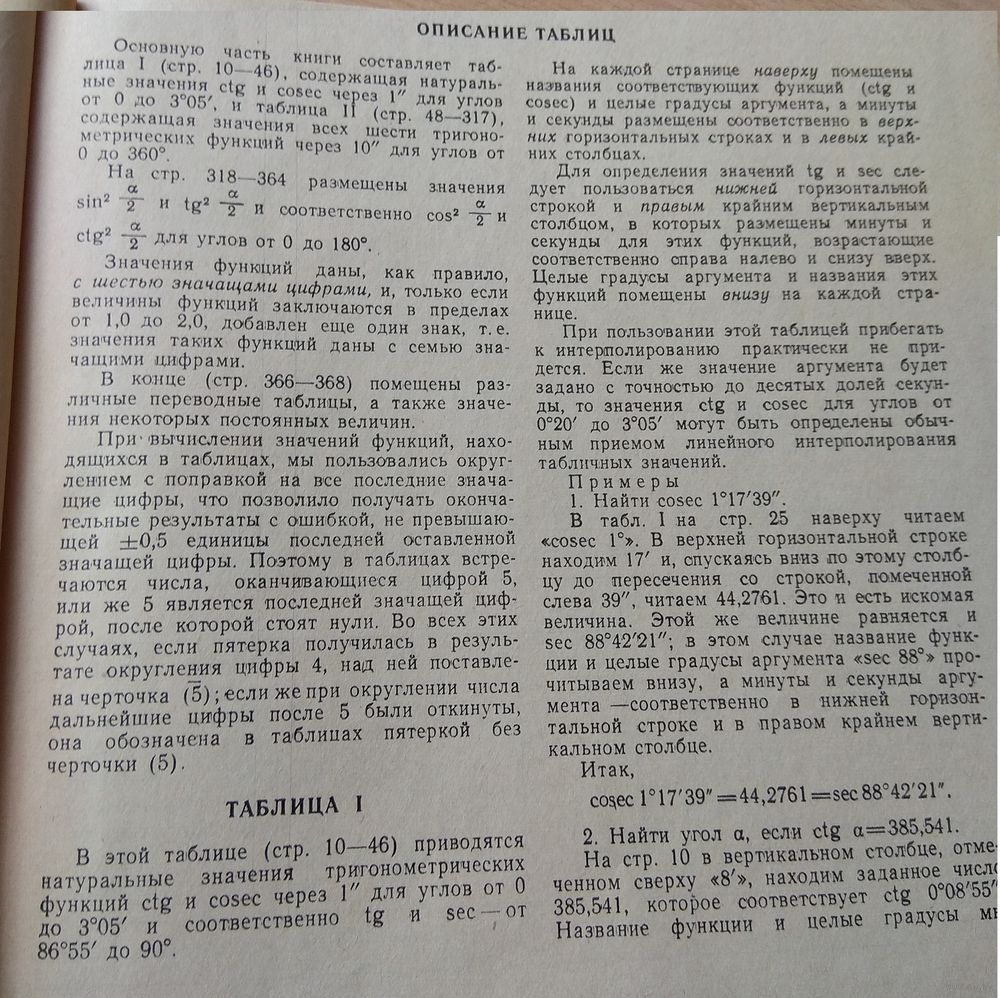 ОПИСАНИЕ ТАБЛИЦ
Основную часть книги составляет таб-
лица I (стр. 10—46), содержащая натураль-
ные значения ctg и cosec через 1″ для углов
от 0 до 3°05′, и таблица II (стр. 48—317),
содержащая значения всех шести тригоно-
метрических функций через 10″ для углов от
0 до 360°.
На стр. 318—364 размещены значения
sin² α/2 и tg² α/2 и соответственно cos² α/2 и
ctg² α/2 для углов от 0 до 180°.
Значения функций даны, как правило,
с шестью значащами цифрами, и, только если
величины функций заключаются в пределах
от 1,0 до 2,0, добавлен еще один знак, т. е.
значения таких функций даны с семью зна-
чащими цифрами.
В конце (стр. 366—368) помещены раз-
личные переводные таблицы, а также значе-
ния некоторых постоянных величин.
При вычислении значений функций, нахо-
дящихся в таблицах, мы пользовались округ-
лением с поправкой на все последние знача-
щие цифры, что позволило получать оконча-
тельные результаты с ошибкой, не превышаю-
щей ±0,5 единицы последней оставленной
значащей цифры. Поэтому в таблицах встре-
чаются числа, оканчивающиеся цифрой 5,
или же 5 является последней значащей циф-
рой, после которой стоят нули. Во всех этих
случаях, если пятерка получилась в резуль-
тате округления цифры 4, над ней поставле-
на черточка (5̅); если же при округлении числа
дальнейшие цифры после 5 были откинуты,
она обозначена в таблицах пятеркой без
черточки (5).
ТАБЛИЦА I
В этой таблице (стр. 10—46) приводятся
натуральные значения тригонометрических
функций ctg и cosec через 1″ для углов от 0
до 3°05′ и соответственно tg и sec — от
86°55′ до 90°.
На каждой странице наверху помещены
названия соответствующих функций (ctg и
cosec) и целые градусы аргумента, а минуты
и секунды размещены соответственно в верх-
них горизонтальных строках и в левых край-
них столбцах.
Для определения значений tg и sec сле-
дует пользоваться нижней горизонтальной
строкой и правым крайним вертикальным
столбцом, в которых размещены минуты и
секунды для этих функций, возрастающие
соответственно справа налево и снизу вверх.
Целые градусы аргумента и названия этих
функций помещены внизу на каждой стра-
нице.
При пользовании этой таблицей прибегать
к интерполированию практически не при-
дется. Если же значение аргумента будет
задано с точностью до десятых долей секун-
ды, то значения ctg и cosec для углов от
0°20′ до 3°05′ могут быть определены обыч-
ным приемом линейного интерполирования
табличных значений.
Примеры
1. Найти cosec 1°17′39″.
В табл. I на стр. 25 наверху читаем
«cosec 1°». В верхней горизонтальной строке
находим 17′ и, спускаясь вниз по этому столб-
цу до пересечения со строкой, помеченной
слева 39″, читаем 44,2761. Это и есть искомая
величина. Этой же величине равняется и
sec 88°42′21″; в этом случае название функ-
ции и целые градусы аргумента «sec 88°» про-
читываем внизу, а минуты и секунды аргу-
мента —соответственно в нижней горизон-
тальной строке и в правом крайнем верти-
кальном столбце.
Итак,
cosec 1°17′39″=44,2761=sec 88°42′21″.
2. Найти угол α, если ctg α=385,541.
На стр. 10 в вертикальном столбце, отме-
ченном сверху «8′», находим заданное число
385,541, которое соответствует ctg 0°08′55″
Название функции и целые градусы